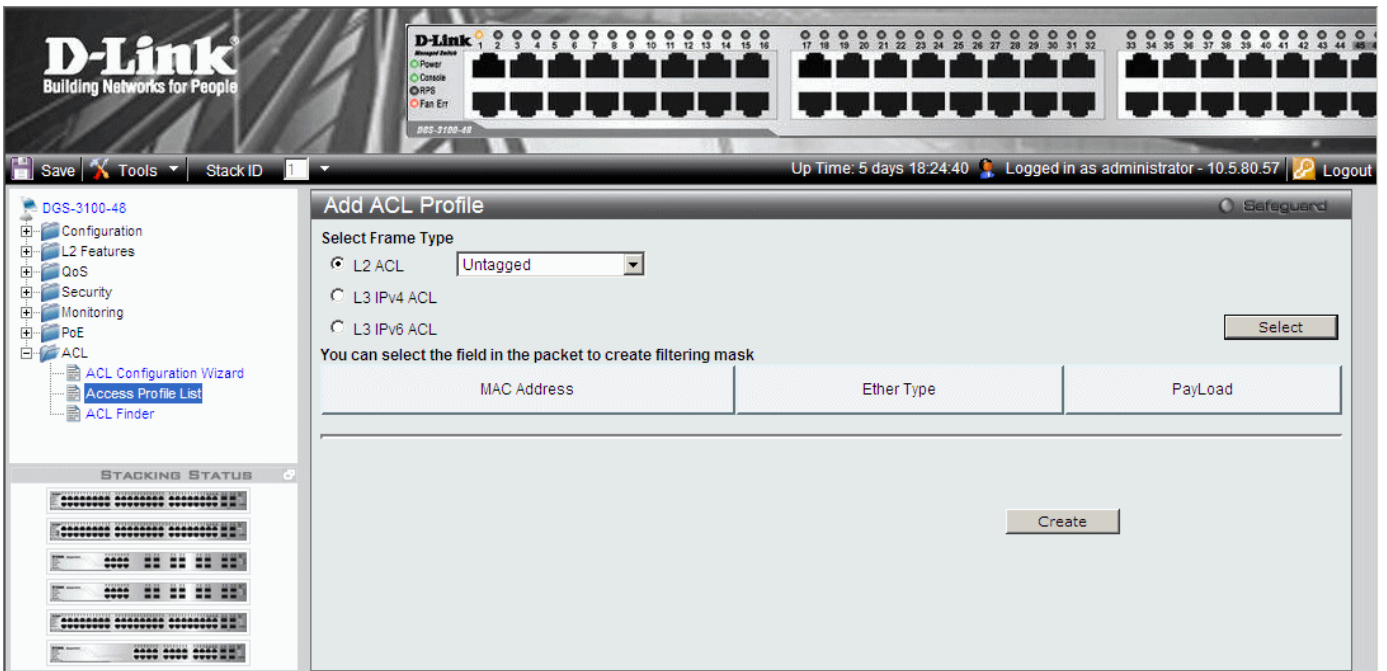 D-Link
Building Networks for People
D-Link
Managed Switch
Power
Console
RPS
Fan Err
DGS-3100-48
1 2 3 4 5 6 7 8 9 10 11 12 13 14 15 16
17 18 19 20 21 22 23 24 25 26 27 28 29 30 31 32
33 34 35 36 37 38 39 40 41 42 43 44 45
Save Tools Stack ID 1 Up Time: 5 days 18:24:40 Logged in as administrator - 10.5.80.57 Logout
DGS-3100-48
Configuration
L2 Features
QoS
Security
Monitoring
PoE
ACL
ACL Configuration Wizard
Access Profile List
ACL Finder
STACKING STATUS
Add ACL Profile
Safeguard
Select Frame Type
L2 ACL Untagged
L3 IPv4 ACL
L3 IPv6 ACL
Select
You can select the field in the packet to create filtering mask
MAC Address Ether Type PayLoad
Create